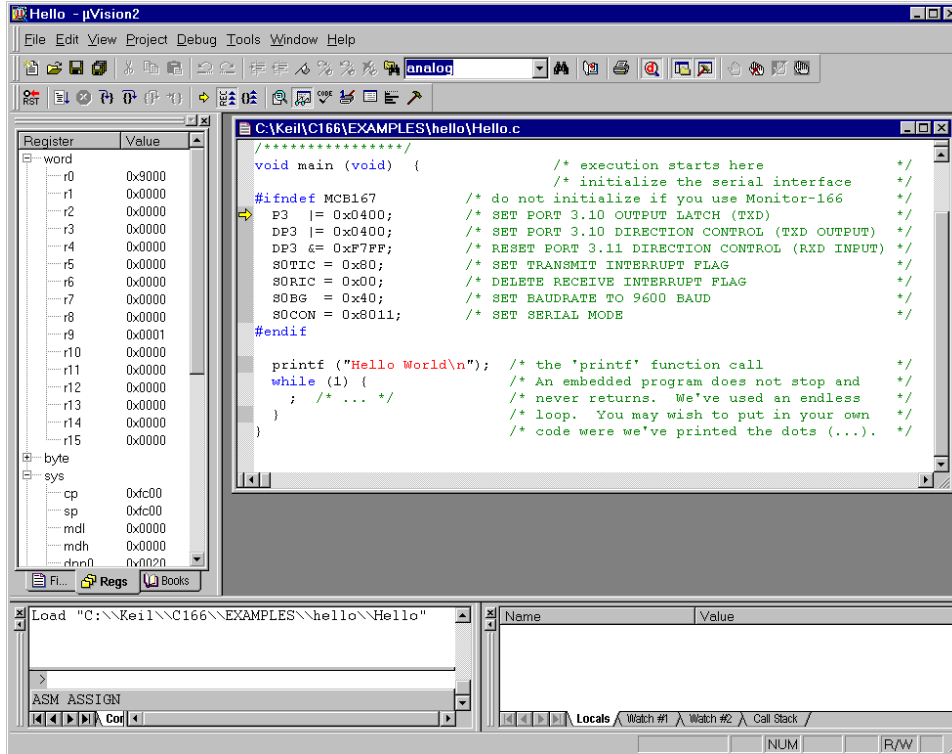 Hello - µVision2
File Edit View Project Debug Tools Window Help
analog
RST
CODE
Register Value
word
r0 0x9000
r1 0x0000
r2 0x0000
r3 0x0000
r4 0x0000
r5 0x0000
r6 0x0000
r7 0x0000
r8 0x0000
r9 0x0001
r10 0x0000
r11 0x0000
r12 0x0000
r13 0x0000
r14 0x0000
r15 0x0000
byte
sys
cp 0xfc00
sp 0xfc00
mdl 0x0000
mdh 0x0000
dpp0 0x0020
Fi... Regs Books
C:\Keil\C166\EXAMPLES\hello\Hello.c
/****************/
void main (void) { /* execution starts here */
/* initialize the serial interface */
#ifndef MCB167 /* do not initialize if you use Monitor-166 */
P3 |= 0x0400; /* SET PORT 3.10 OUTPUT LATCH (TXD) */
DP3 |= 0x0400; /* SET PORT 3.10 DIRECTION CONTROL (TXD OUTPUT) */
DP3 &= 0xF7FF; /* RESET PORT 3.11 DIRECTION CONTROL (RXD INPUT) */
S0TIC = 0x80; /* SET TRANSMIT INTERRUPT FLAG */
S0RIC = 0x00; /* DELETE RECEIVE INTERRUPT FLAG */
S0BG = 0x40; /* SET BAUDRATE TO 9600 BAUD */
S0CON = 0x8011; /* SET SERIAL MODE */
#endif
printf ("Hello World\n"); /* the 'printf' function call */
while (1) { /* An embedded program does not stop and */
; /* ... */ /* never returns. We've used an endless */
} /* loop. You may wish to put in your own */
} /* code were we've printed the dots (...). */
Load "C:\\Keil\\C166\\EXAMPLES\\hello\\Hello"
>
ASM ASSIGN
Name Value
Locals Watch #1 Watch #2 Call Stack
NUM R/W